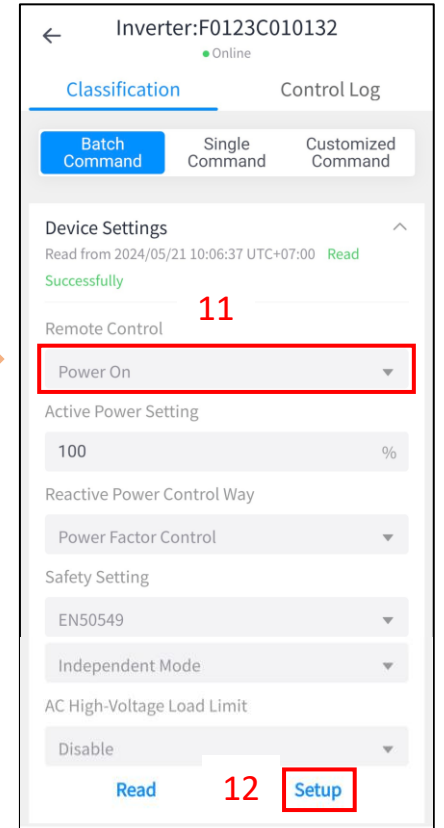 Inverter:F0123C010132
Online
Classification Control Log
Batch Command Single Command Customized Command
Device Settings
Read from 2024/05/21 10:06:37 UTC+07:00 Read
Successfully
11
Remote Control
Power On
Active Power Setting
100 %
Reactive Power Control Way
Power Factor Control
Safety Setting
EN50549
Independent Mode
AC High-Voltage Load Limit
Disable
Read 12 Setup